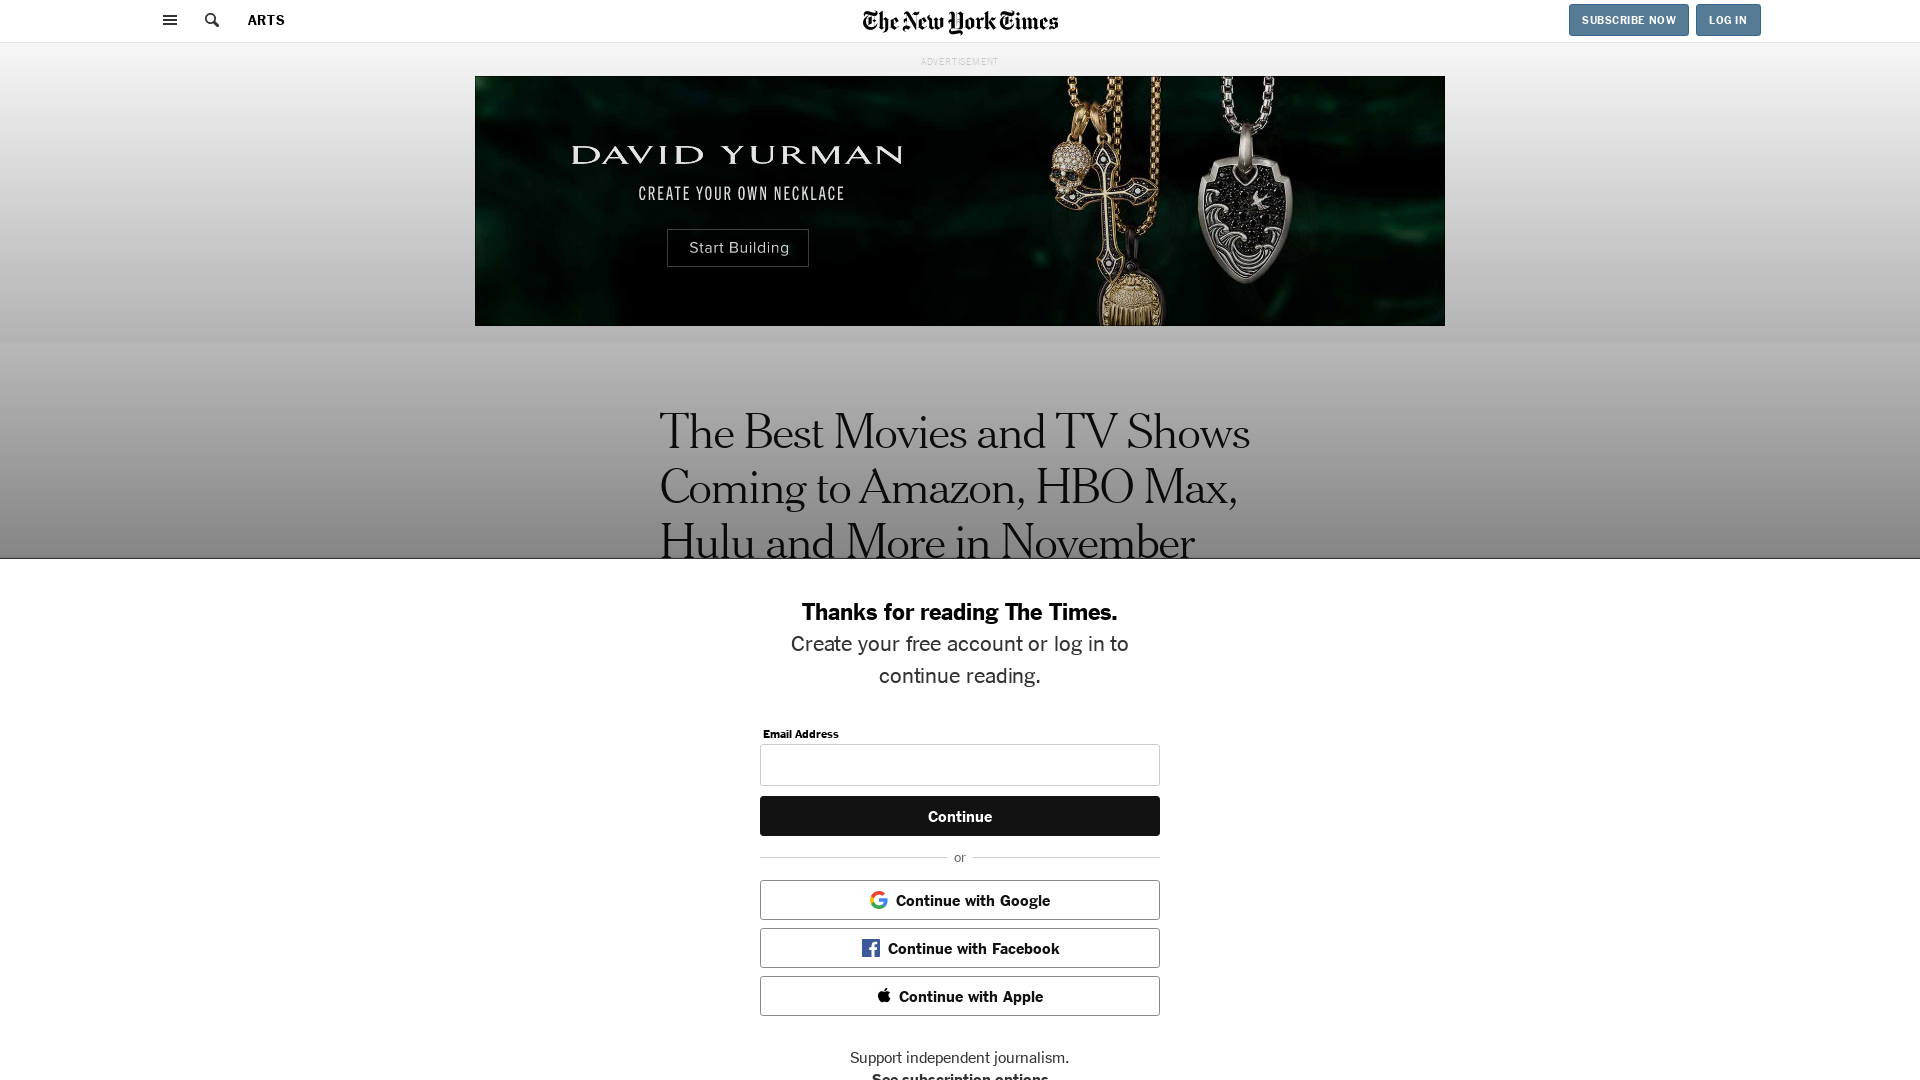 ARTS
The New York Times
SUBSCRIBE NOW
LOG IN
ADVERTISEMENT
DAVID YURMAN
CREATE YOUR OWN NECKLACE
Start Building
The Best Movies and TV Shows
Coming to Amazon, HBO Max,
Hulu and More in November
Thanks for reading The Times.
Create your free account or log in to
continue reading.
Email Address
Continue
or
Continue with Google
Continue with Facebook
Continue with Apple
Support independent journalism.
See subscription options